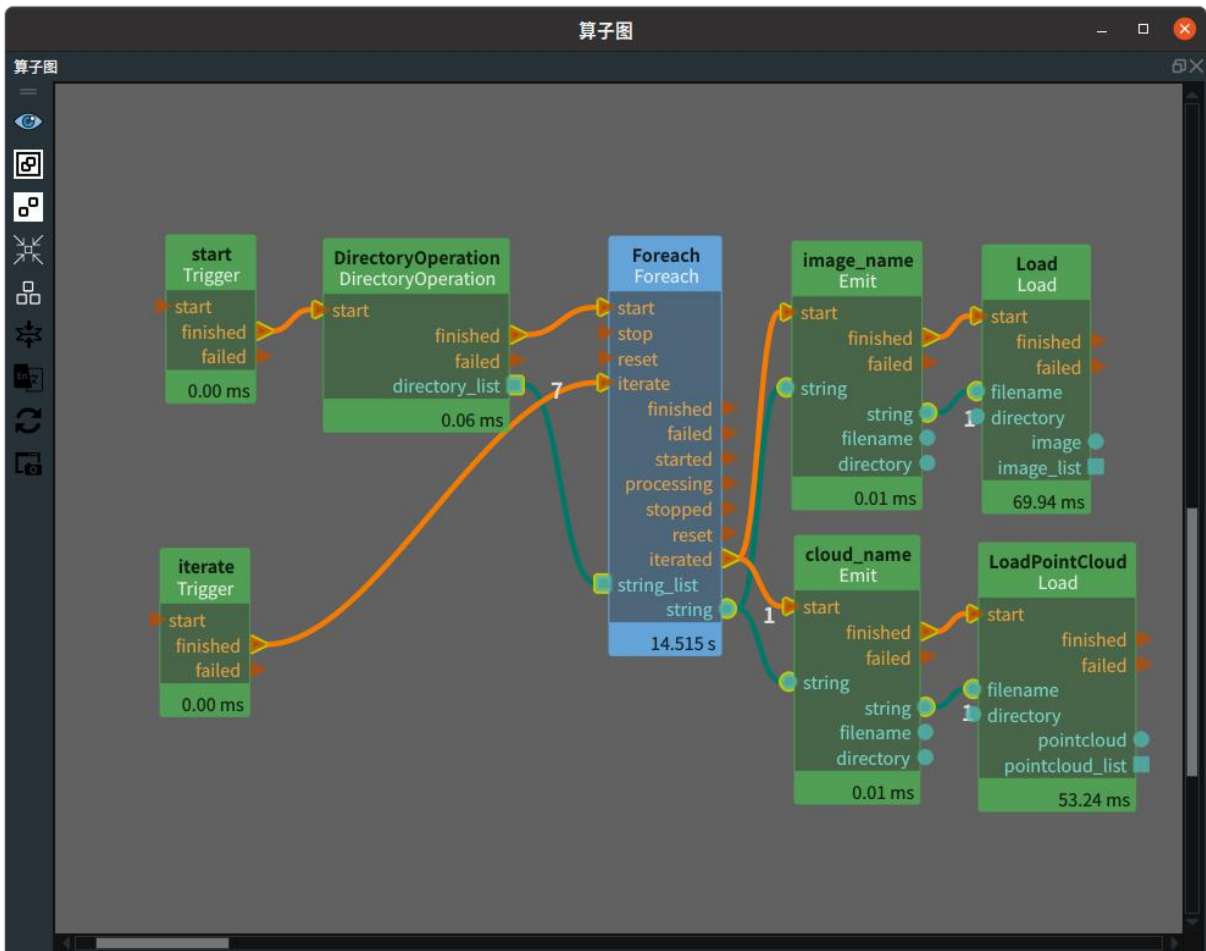 算子图
算子图
start
Trigger
start
finished
failed
0.00 ms
DirectoryOperation
DirectoryOperation
start
finished
failed
directory_list
0.06 ms
7
iterate
Trigger
start
finished
failed
0.00 ms
Foreach
Foreach
start
stop
reset
iterate
finished
failed
started
processing
stopped
reset
iterated
string_list
string
14.515 s
1
image_name
Emit
start
finished
failed
string
string
filename
directory
0.01 ms
1
Load
Load
start
finished
failed
filename
directory
image
image_list
69.94 ms
cloud_name
Emit
start
finished
failed
string
string
filename
directory
0.01 ms
1
LoadPointCloud
Load
start
finished
failed
filename
directory
pointcloud
pointcloud_list
53.24 ms